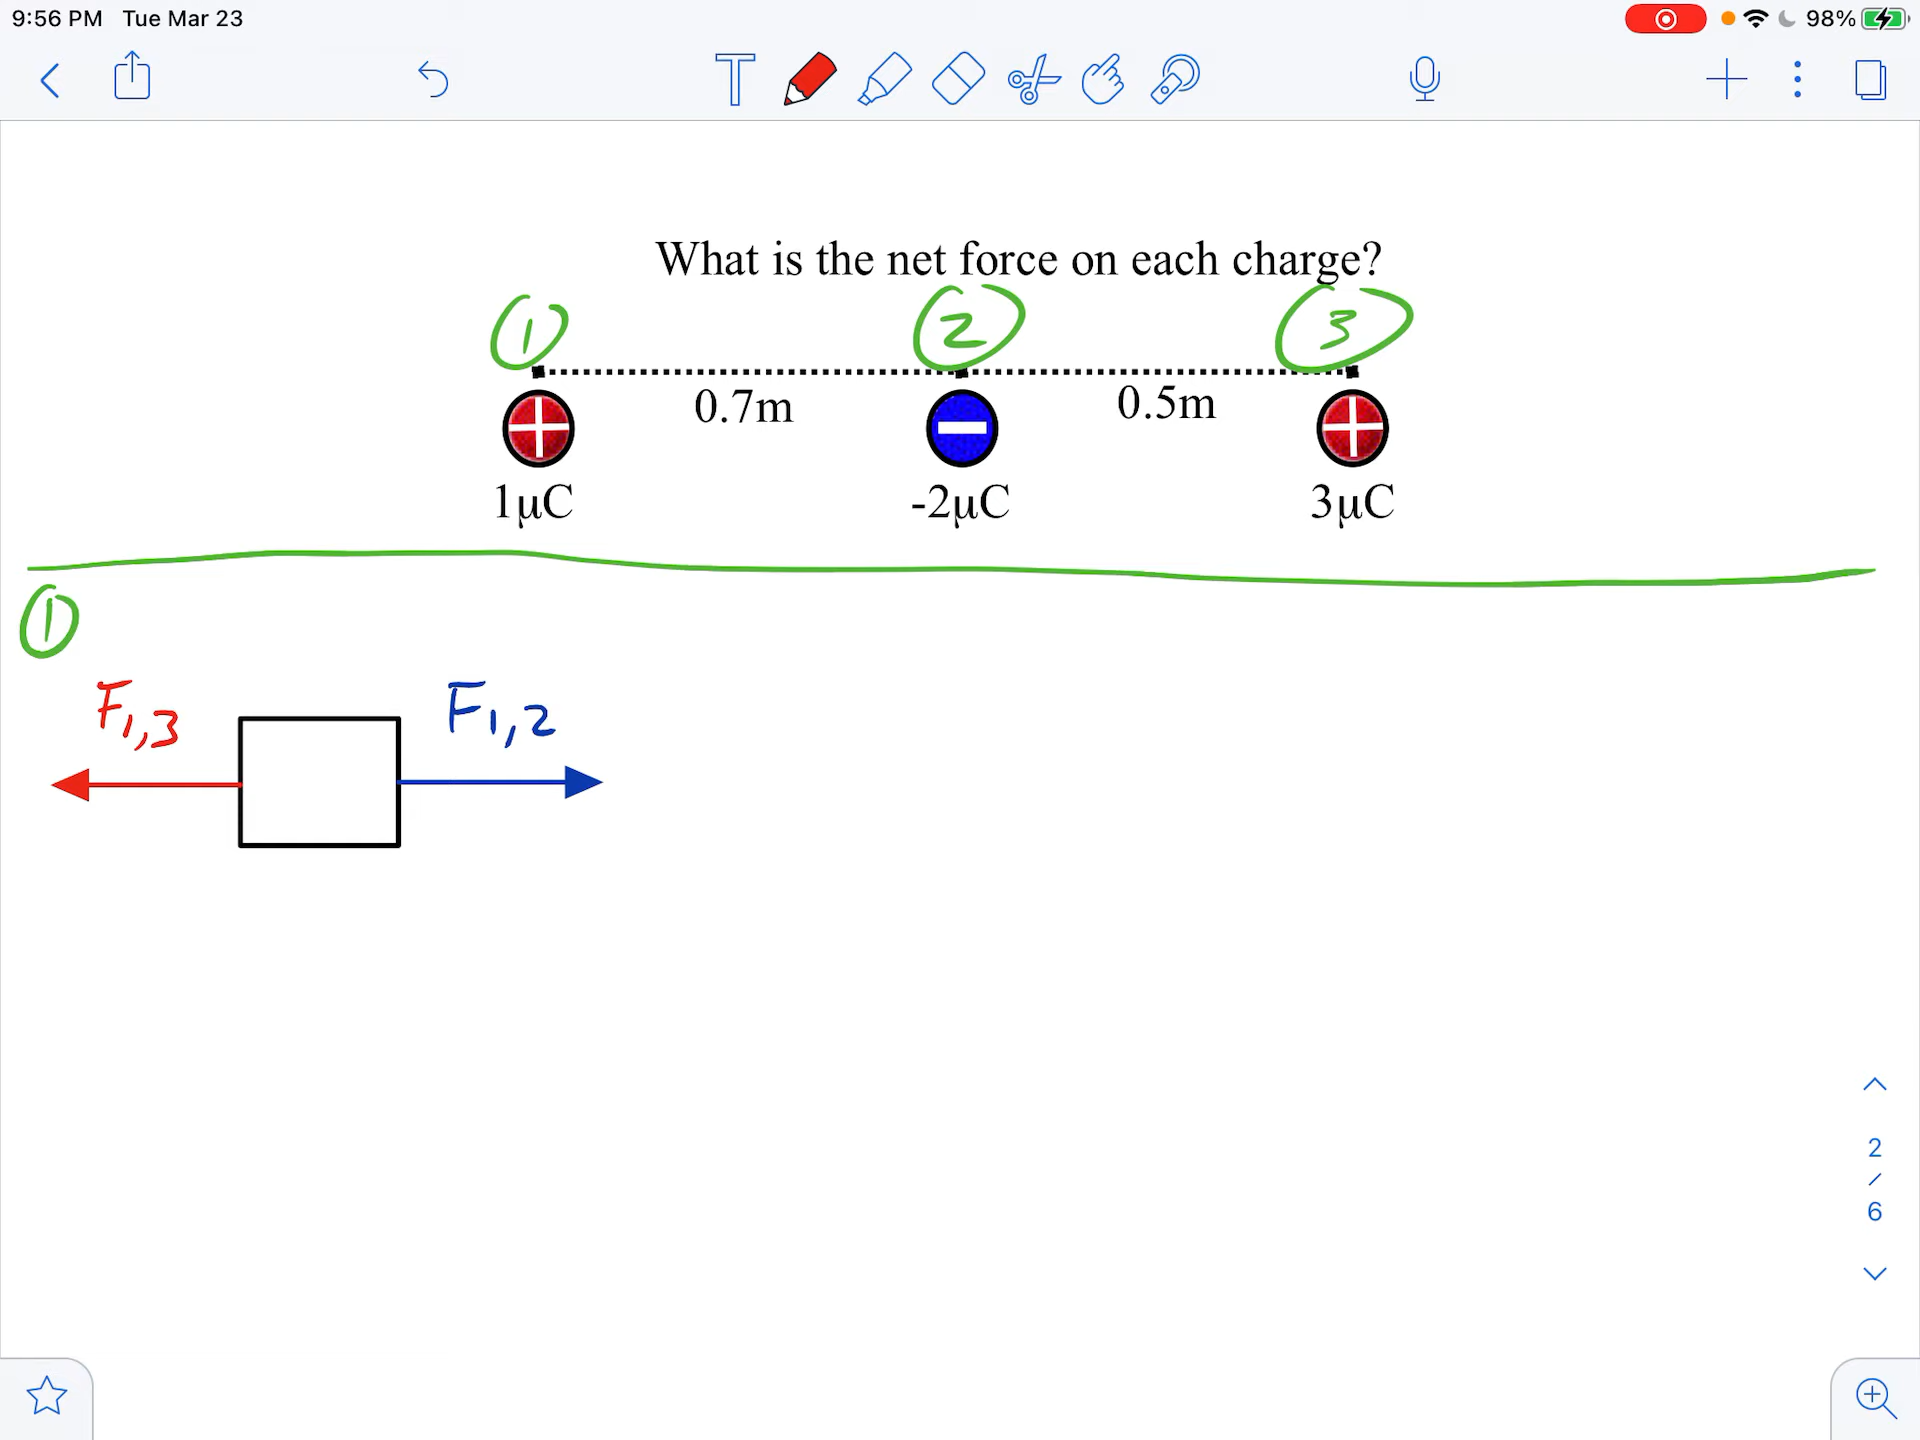 9:56 PM Tue Mar 23
98%
T
What is the net force on each charge?
1 2 3
0.7m 0.5m
1µC -2µC 3µC
1
F1,3 F1,2
2
/
6